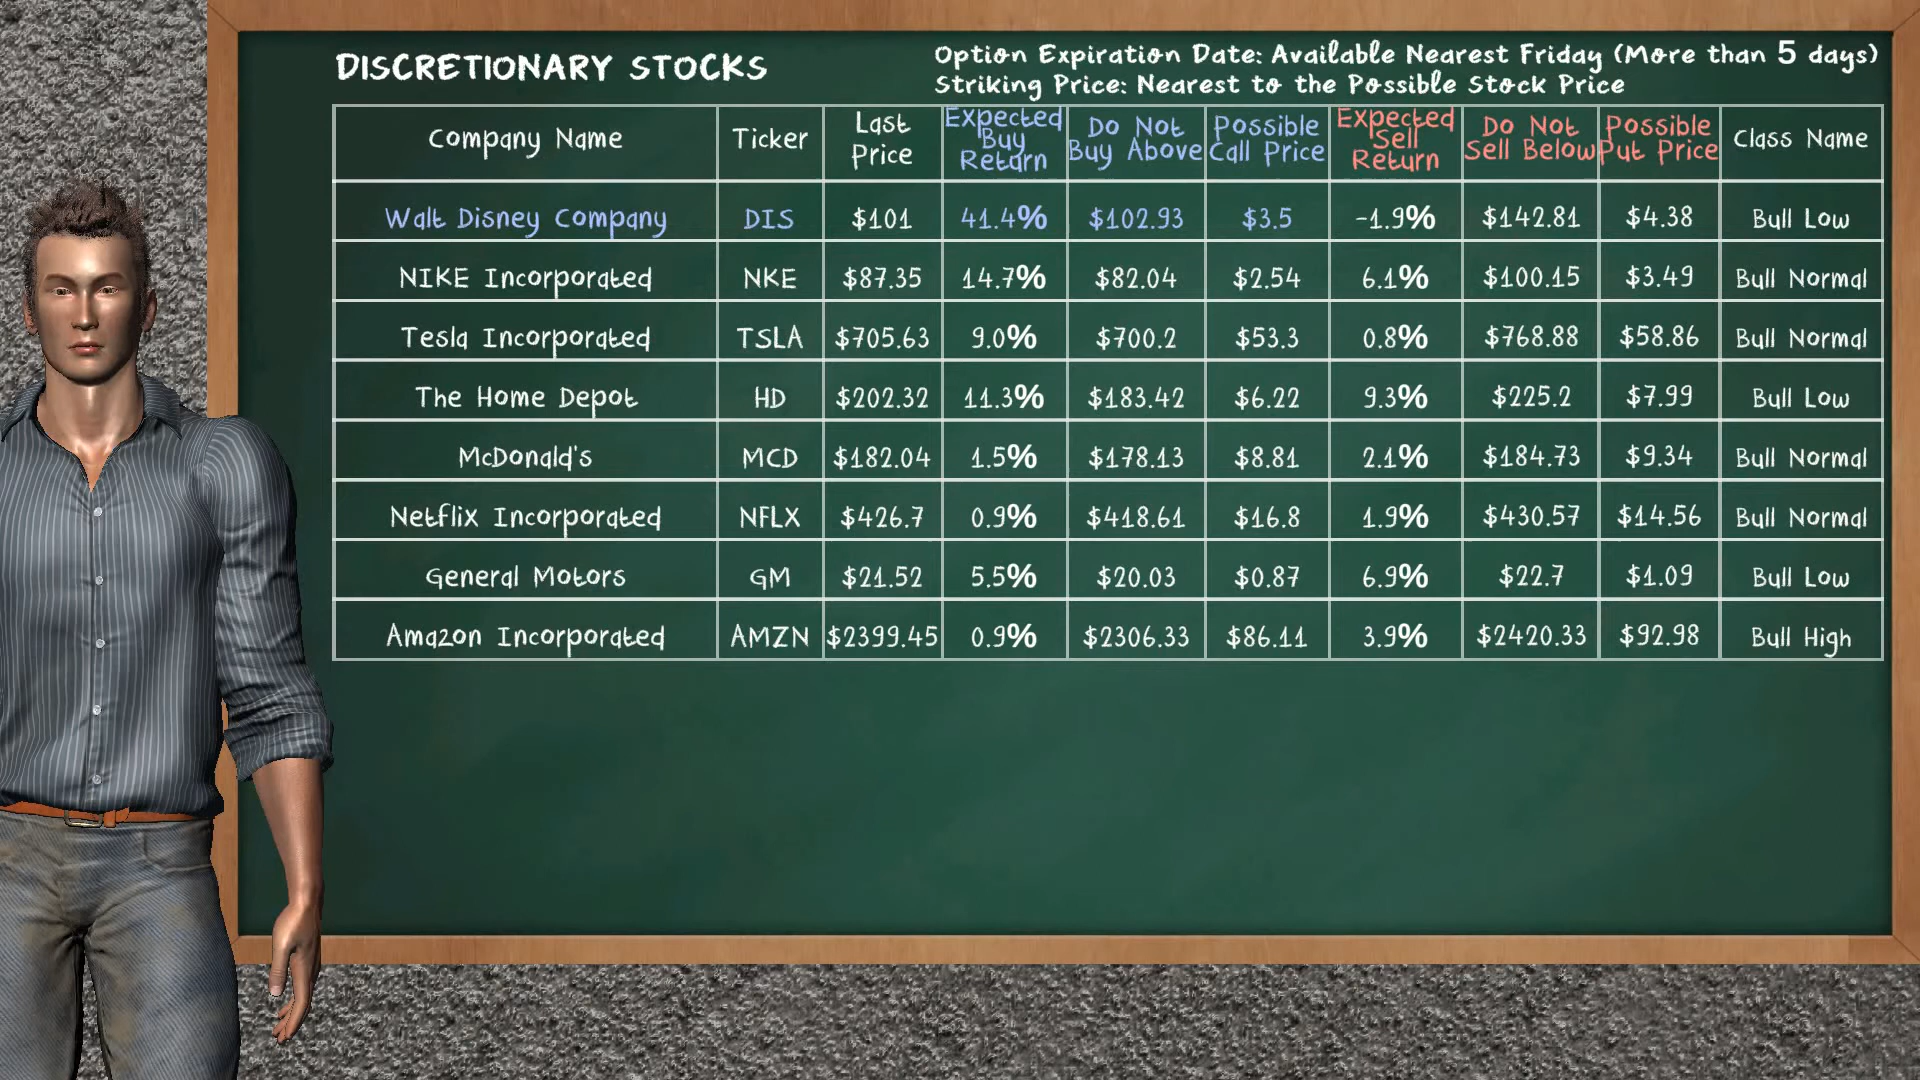 DISCRETIONARY STOCKS
Option Expiration Date: Available Nearest Friday (More than 5 days)
Striking Price: Nearest to the Possible Stock Price
Company Name Ticker Last Price Expected Buy Return Do Not Buy Above Possible Call Price Expected Sell Return Do Not Sell Below Possible Put Price Class Name
Walt Disney Company DIS $101 41.4% $102.93 $3.5 -1.9% $142.81 $4.38 Bull Low
NIKE Incorporated NKE $87.35 14.7% $82.04 $2.54 6.1% $100.15 $3.49 Bull Normal
Tesla Incorporated TSLA $705.63 9.0% $700.2 $53.3 0.8% $768.88 $58.86 Bull Normal
The Home Depot HD $202.32 11.3% $183.42 $6.22 9.3% $225.2 $7.99 Bull Low
McDonald's MCD $182.04 1.5% $178.13 $8.81 2.1% $184.73 $9.34 Bull Normal
Netflix Incorporated NFLX $426.7 0.9% $418.61 $16.8 1.9% $430.57 $14.56 Bull Normal
General Motors GM $21.52 5.5% $20.03 $0.87 6.9% $22.7 $1.09 Bull Low
Amazon Incorporated AMZN $2399.45 0.9% $2306.33 $86.11 3.9% $2420.33 $92.98 Bull High